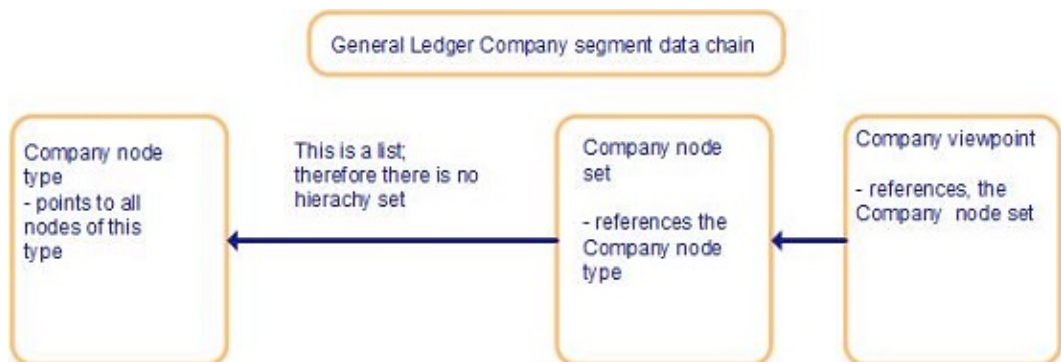 General Ledger Company segment data chain
Company node
type
- points to all
nodes of this
type
This is a list;
therefore there is no
hierachy set
Company node
set
- references the
Company node
type
Company viewpoint
- references, the
Company node set